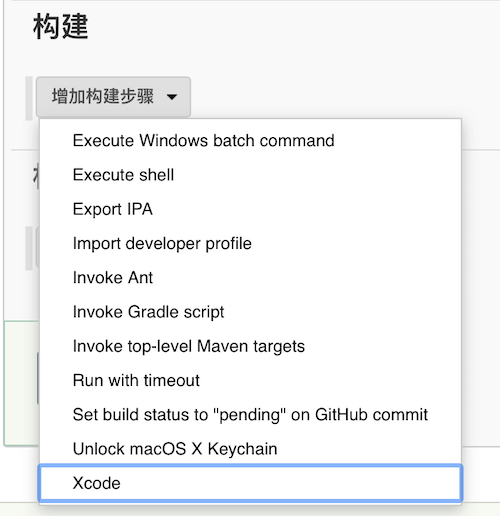 构建
增加构建步骤
Execute Windows batch command
Execute shell
Export IPA
Import developer profile
Invoke Ant
Invoke Gradle script
Invoke top-level Maven targets
Run with timeout
Set build status to "pending" on GitHub commit
Unlock macOS X Keychain
Xcode